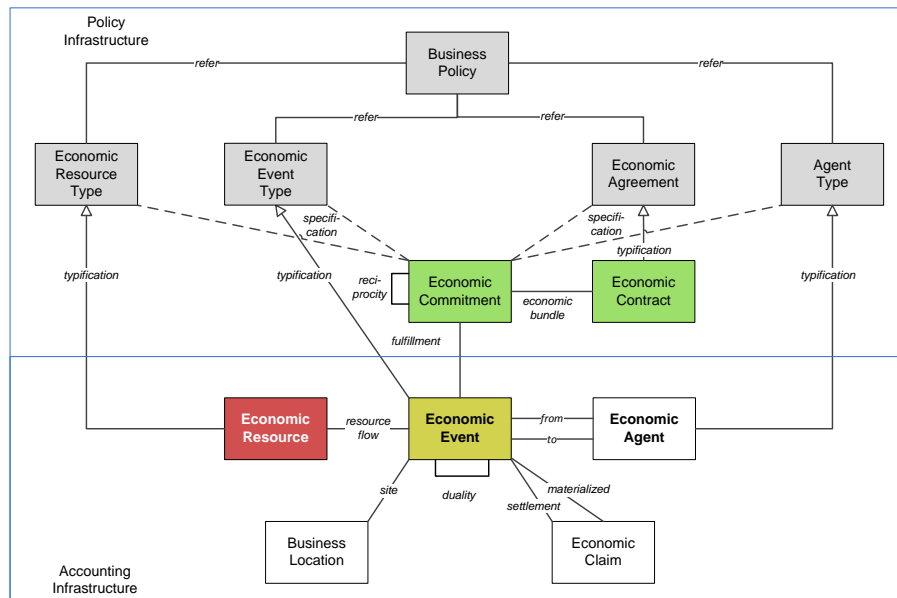 Policy
Infrastructure
Business
Policy
refer
refer
refer
refer
Economic
Resource
Type
Economic
Event
Type
Economic
Agreement
Agent
Type
specifi-
cation
specifi-
cation
typification
typification
typification
typification
reci-
procity
Economic
Commitment
economic
bundle
Economic
Contract
fulfillment
Economic
Resource
resource
flow
Economic
Event
from
to
Economic
Agent
site
duality
settlement
materialized
Business
Location
Economic
Claim
Accounting
Infrastructure